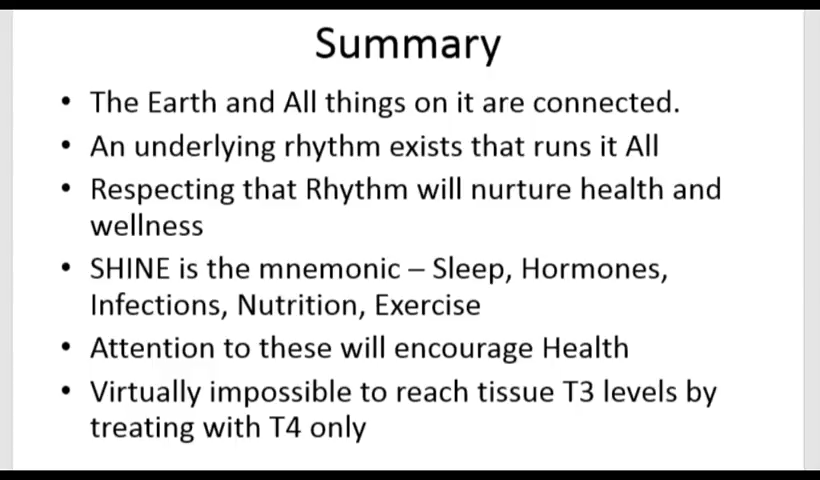 Summary
• The Earth and All things on it are connected.
• An underlying rhythm exists that runs it All
• Respecting that Rhythm will nurture health and
wellness
• SHINE is the mnemonic – Sleep, Hormones,
Infections, Nutrition, Exercise
• Attention to these will encourage Health
• Virtually impossible to reach tissue T3 levels by
treating with T4 only